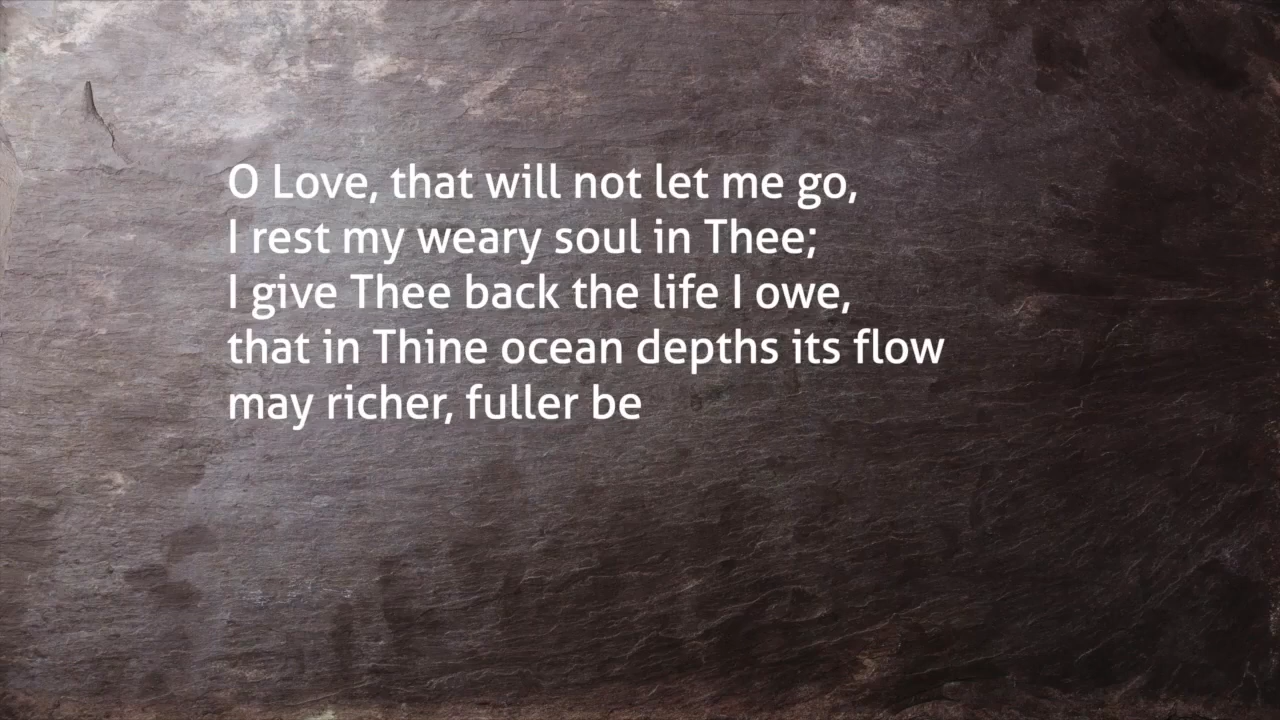 O Love, that will not let me go,
I rest my weary soul in Thee;
I give Thee back the life I owe,
that in Thine ocean depths its flow
may richer, fuller be